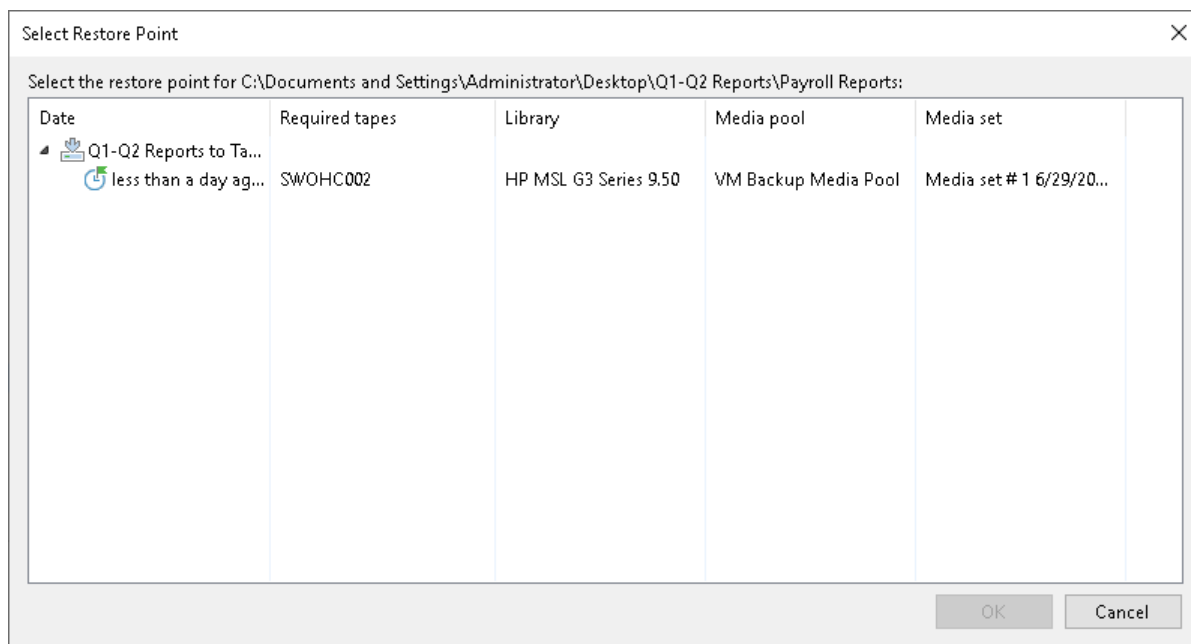 Select Restore Point
Select the restore point for C:\Documents and Settings\Administrator\Desktop\Q1-Q2 Reports\Payroll Reports:
Date Required tapes Library Media pool Media set
Q1-Q2 Reports to Ta...
less than a day ag... SWOHC002 HP MSL G3 Series 9.50 VM Backup Media Pool Media set # 1 6/29/20...
OK Cancel